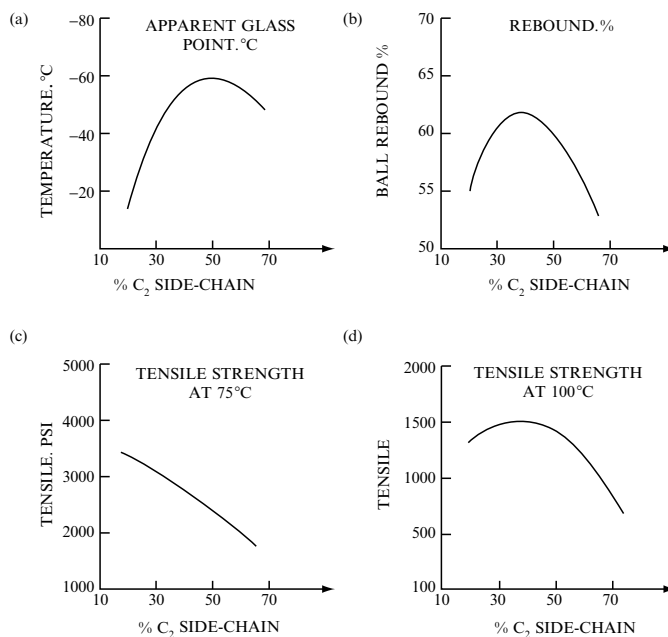 (a)
APPARENT GLASS
POINT.°C
TEMPERATURE.°C
–80
–60
–40
–20
10
30
50
70
% C₂ SIDE-CHAIN
(b)
REBOUND.%
BALL REBOUND %
70
65
60
55
50
10
30
50
70
% C₂ SIDE-CHAIN
(c)
TENSILE STRENGTH
AT 75°C
TENSILE. PSI
5000
4000
3000
2000
1000
10
30
50
70
% C₂ SIDE-CHAIN
(d)
TENSILE STRENGTH
AT 100°C
TENSILE
2000
1500
1000
500
100
10
30
50
70
% C₂ SIDE-CHAIN